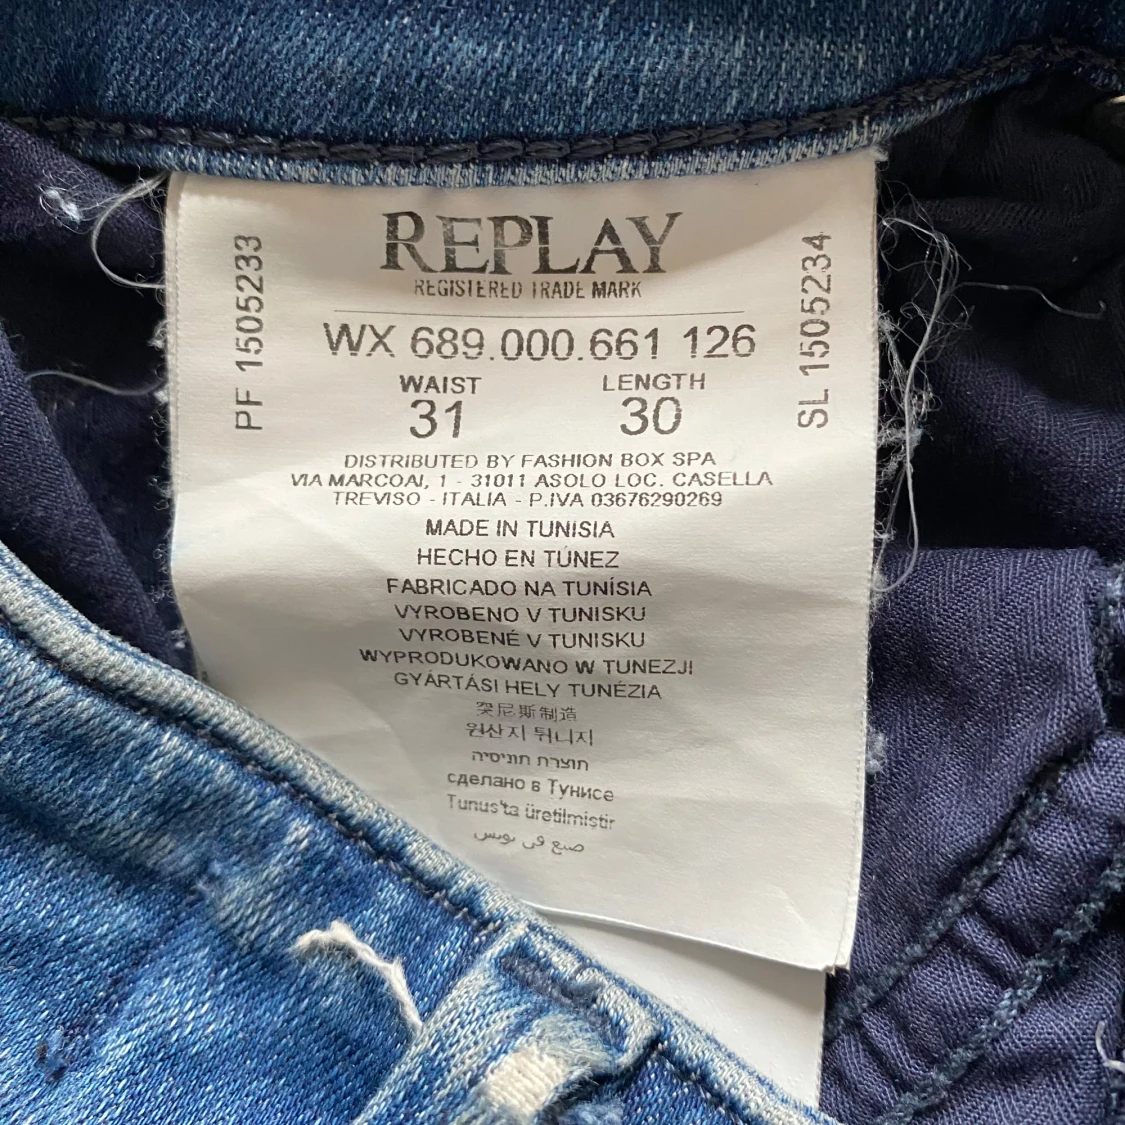 REPLAY
REGISTERED TRADE MARK
PF 1505233
SL 1505234
WX 689.000.661 126
WAIST LENGTH
31 30
DISTRIBUTED BY FASHION BOX SPA
VIA MARCOAI, 1 - 31011 ASOLO LOC. CASELLA
TREVISO - ITALIA - P.IVA 03676290269
MADE IN TUNISIA
HECHO EN TÚNEZ
FABRICADO NA TUNÍSIA
VYROBENO V TUNISKU
VYROBENÉ V TUNISKU
WYPRODUKOWANO W TUNEZJI
GYÁRTÁSI HELY TUNÉZIA
突尼斯制造
원산지 튀니지
תוצרת תוניסיה
сделано в Тунисе
Tunus'ta üretilmiştir
صنع في تونس